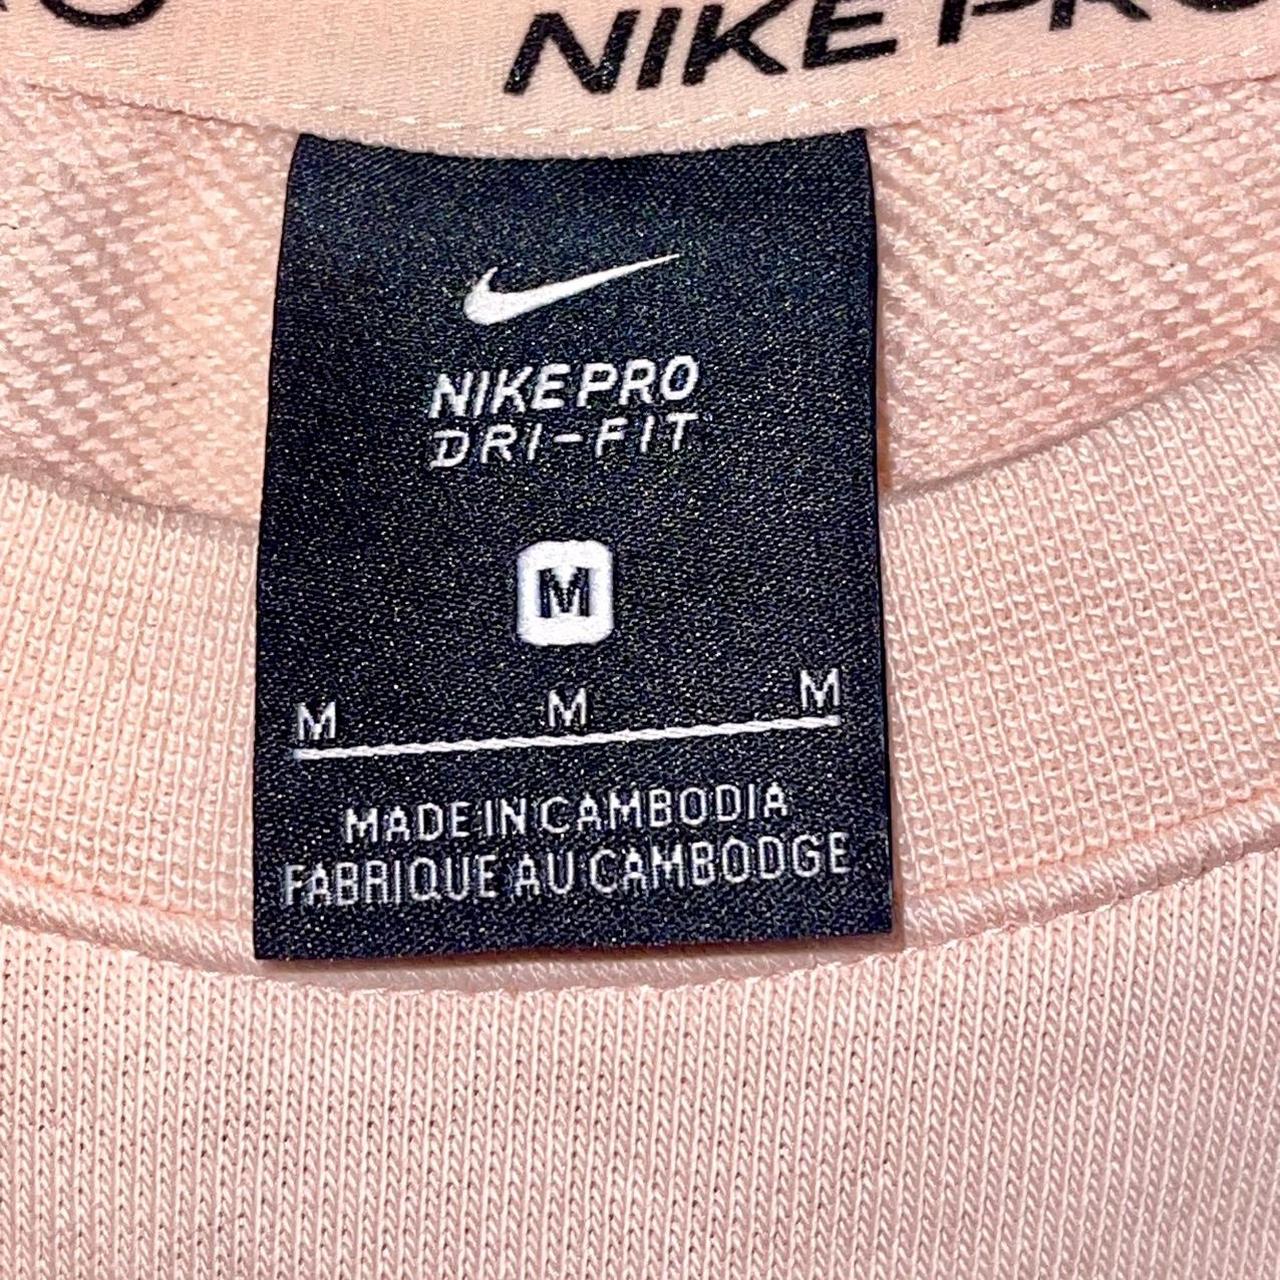 NIKE PRO
NIKE PRO
DRI-FIT
M
M M M
MADE IN CAMBODIA
FABRIQUE AU CAMBODGE